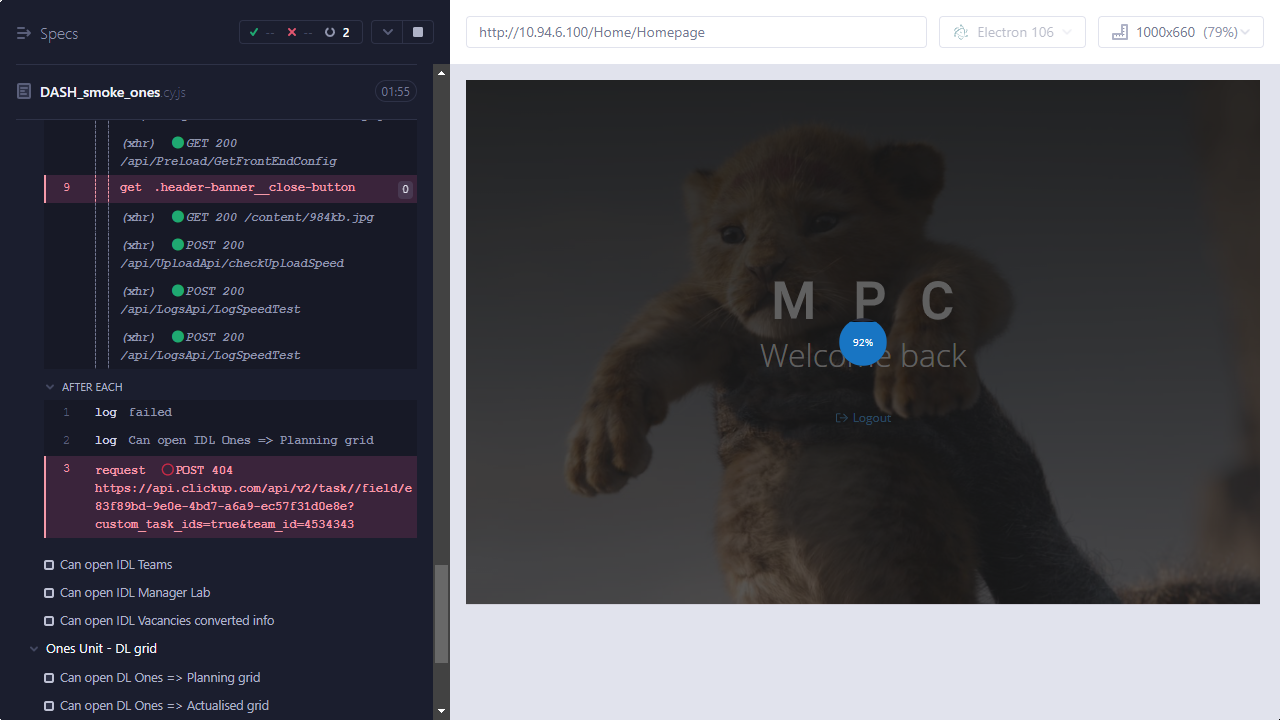 Specs
--
--
2
http://10.94.6.100/Home/Homepage
Electron 106
1000x660 (79%)
DASH_smoke_ones.cy.js
01:55
(xhr) GET 200
/api/Preload/GetFrontEndConfig
9 get .header-banner__close-button 0
(xhr) GET 200 /content/984kb.jpg
(xhr) POST 200
/api/UploadApi/checkUploadSpeed
(xhr) POST 200
/api/LogsApi/LogSpeedTest
(xhr) POST 200
/api/LogsApi/LogSpeedTest
AFTER EACH
1 log failed
2 log Can open IDL Ones => Planning grid
3 request POST 404
https://api.clickup.com/api/v2/task//field/e
83f89bd-9e0e-4bd7-a6a9-ec57f31d0e8e?
custom_task_ids=true&team_id=4534343
Can open IDL Teams
Can open IDL Manager Lab
Can open IDL Vacancies converted info
Ones Unit - DL grid
Can open DL Ones => Planning grid
Can open DL Ones => Actualised grid
M P C
92%
Welcome back
Logout